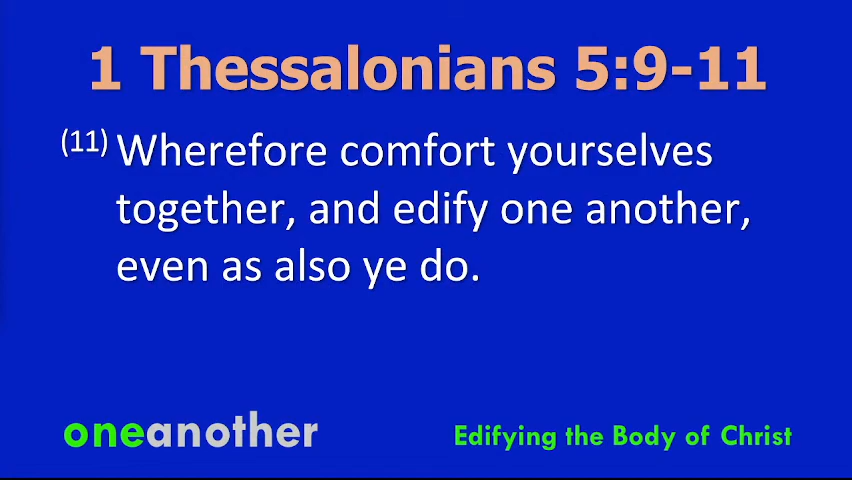 1 Thessalonians 5:9-11
(11) Wherefore comfort yourselves
together, and edify one another,
even as also ye do.
oneanother
Edifying the Body of Christ